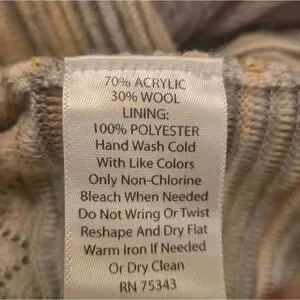 70% ACRYLIC
30% WOOL
LINING:
100% POLYESTER
Hand Wash Cold
With Like Colors
Only Non-Chlorine
Bleach When Needed
Do Not Wring Or Twist
Reshape And Dry Flat
Warm Iron If Needed
Or Dry Clean
RN 75343